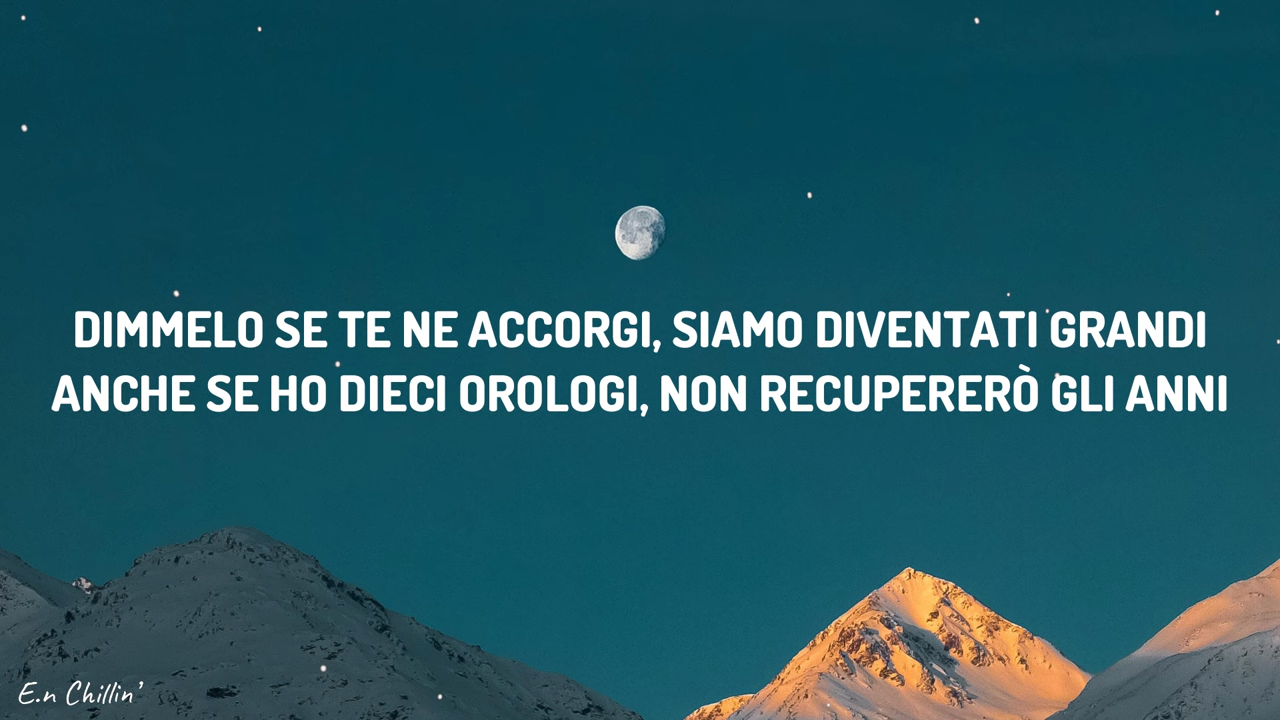 DIMMELO SE TE NE ACCORGI, SIAMO DIVENTATI GRANDI
ANCHE SE HO DIECI OROLOGI, NON RECUPERERÒ GLI ANNI
E.n Chillin'